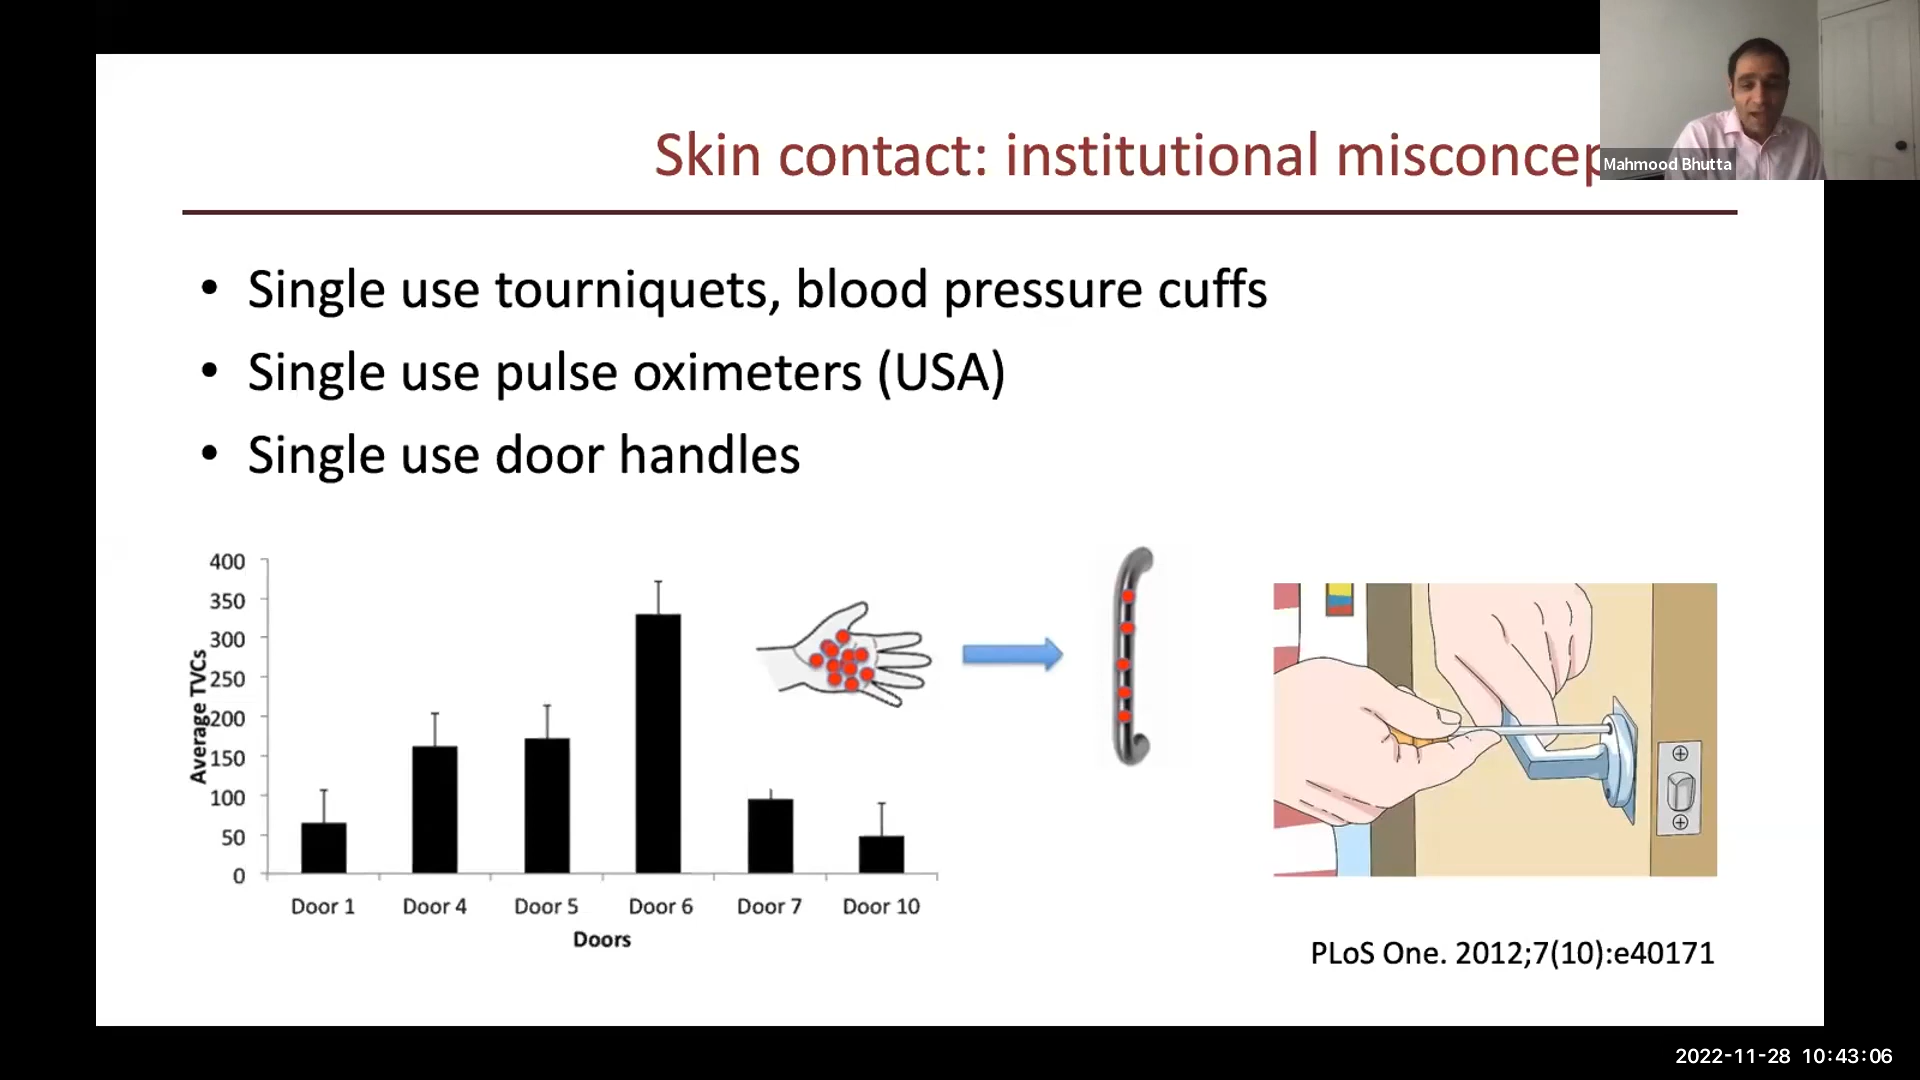 Skin contact: institutional
Mahmood Bhutta
• Single use tourniquets, blood pressure cuffs
• Single use pulse oximeters (USA)
• Single use door handles
Average TVCs
400
350
300
250
200
150
100
50
0
Door 1 Door 4 Door 5 Door 6 Door 7 Door 10
Doors
PLoS One. 2012;7(10):e40171
2022-11-28 10:43:06